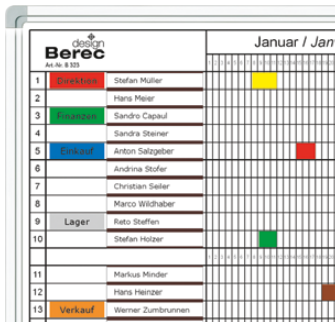 design
Berec
Art.-Nr. B 323
Januar / Jan
1 Direktion Stefan Müller
2 Hans Meier
3 Finanzen Sandro Capaul
4 Sandra Steiner
5 Einkauf Anton Salzgeber
6 Andrina Stofer
7 Christian Seiler
8 Marco Wildhaber
9 Lager Reto Steffen
10 Stefan Holzer
11 Markus Minder
12 Hans Heinzer
13 Verkauf Werner Zumbrunnen